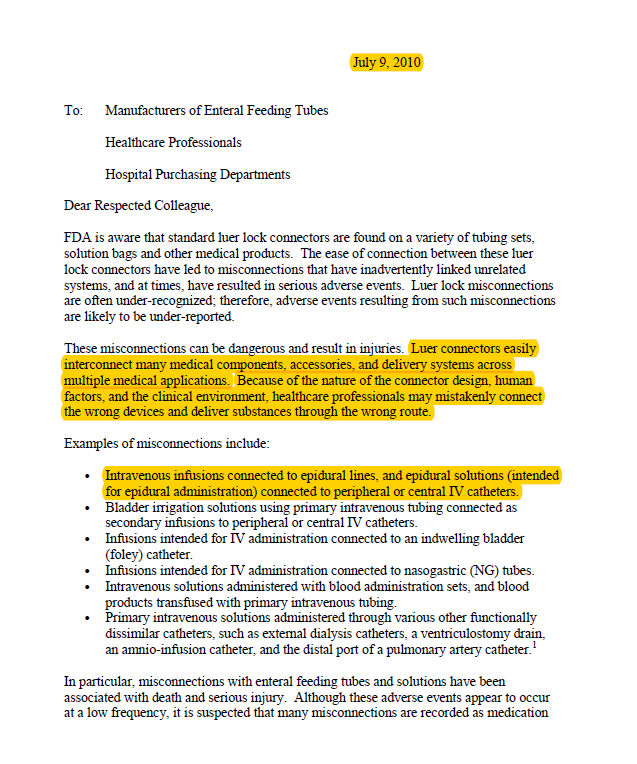 July 9, 2010
To: Manufacturers of Enteral Feeding Tubes
Healthcare Professionals
Hospital Purchasing Departments
Dear Respected Colleague,
FDA is aware that standard luer lock connectors are found on a variety of tubing sets,
solution bags and other medical products. The ease of connection between these luer
lock connectors have led to misconnections that have inadvertently linked unrelated
systems, and at times, have resulted in serious adverse events. Luer lock misconnections
are often under-recognized; therefore, adverse events resulting from such misconnections
are likely to be under-reported.
These misconnections can be dangerous and result in injuries. Luer connectors easily
interconnect many medical components, accessories, and delivery systems across
multiple medical applications. Because of the nature of the connector design, human
factors, and the clinical environment, healthcare professionals may mistakenly connect
the wrong devices and deliver substances through the wrong route.
Examples of misconnections include:
• Intravenous infusions connected to epidural lines, and epidural solutions (intended
for epidural administration) connected to peripheral or central IV catheters.
• Bladder irrigation solutions using primary intravenous tubing connected as
secondary infusions to peripheral or central IV catheters.
• Infusions intended for IV administration connected to an indwelling bladder
(foley) catheter.
• Infusions intended for IV administration connected to nasogastric (NG) tubes.
• Intravenous solutions administered with blood administration sets, and blood
products transfused with primary intravenous tubing.
• Primary intravenous solutions administered through various other functionally
dissimilar catheters, such as external dialysis catheters, a ventriculostomy drain,
an amnio-infusion catheter, and the distal port of a pulmonary artery catheter.1
In particular, misconnections with enteral feeding tubes and solutions have been
associated with death and serious injury. Although these adverse events appear to occur
at a low frequency, it is suspected that many misconnections are recorded as medication